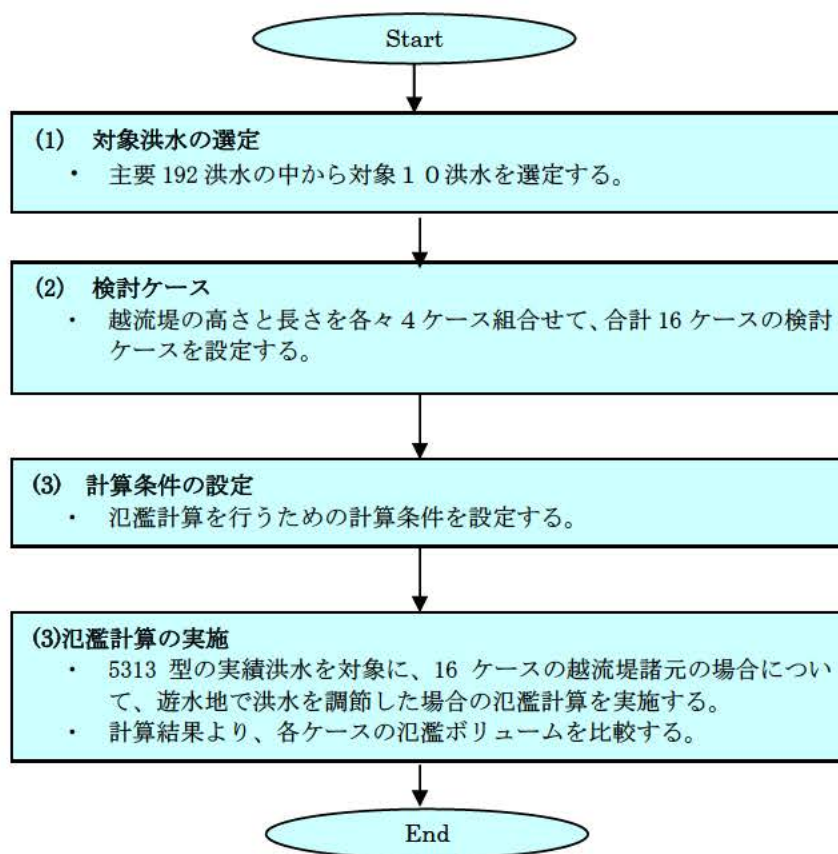 Start
(1) 対象洪水の選定
・ 主要 192 洪水の中から対象１０洪水を選定する。
(2) 検討ケース
・ 越流堤の高さと長さを各々 4 ケース組合せて、合計 16 ケースの検討
ケースを設定する。
(3) 計算条件の設定
・ 氾濫計算を行うための計算条件を設定する。
(3)氾濫計算の実施
・ 5313 型の実績洪水を対象に、16 ケースの越流堤諸元の場合につい
て、遊水地で洪水を調節した場合の氾濫計算を実施する。
・ 計算結果より、各ケースの氾濫ボリュームを比較する。
End